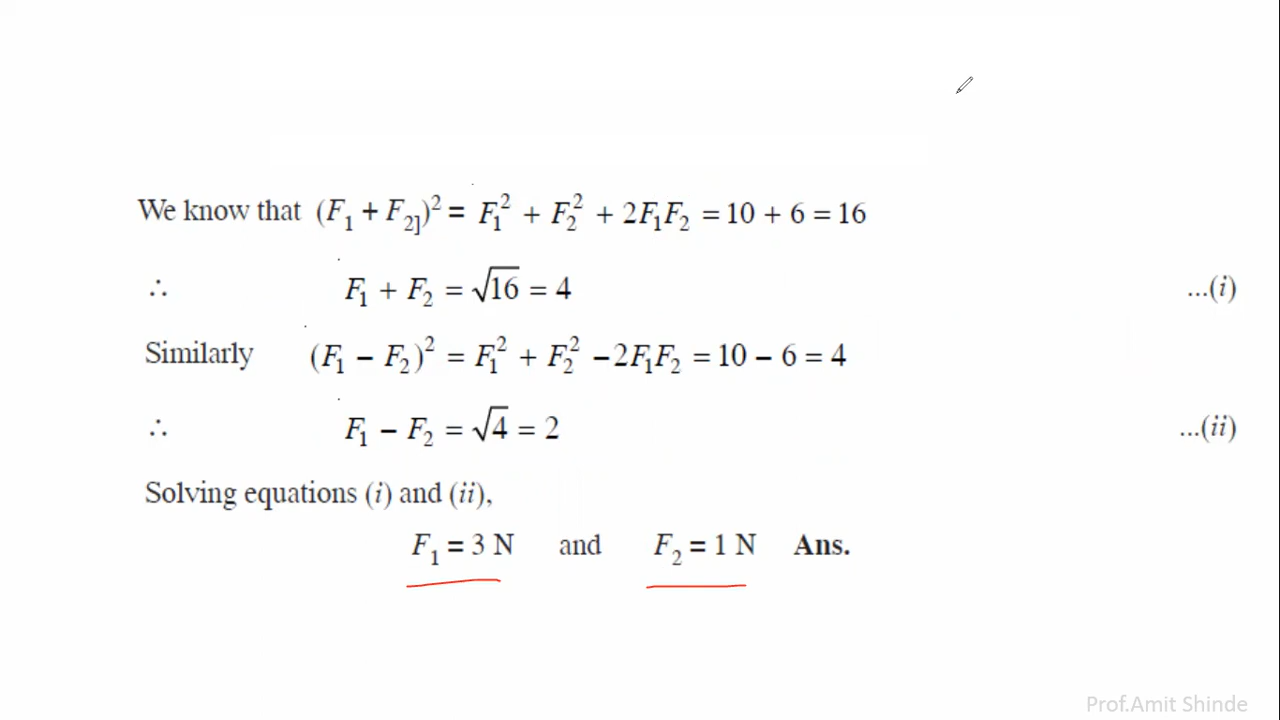 We know that (F₁ + F₂])² = F₁² + F₂² + 2F₁F₂ = 10 + 6 = 16
∴ F₁ + F₂ = √16 = 4 ...(i)
Similarly (F₁ − F₂)² = F₁² + F₂² −2F₁F₂ = 10 − 6 = 4
∴ F₁ − F₂ = √4 = 2 ...(ii)
Solving equations (i) and (ii),
F₁ = 3 N and F₂ = 1 N Ans.
Prof.Amit Shinde